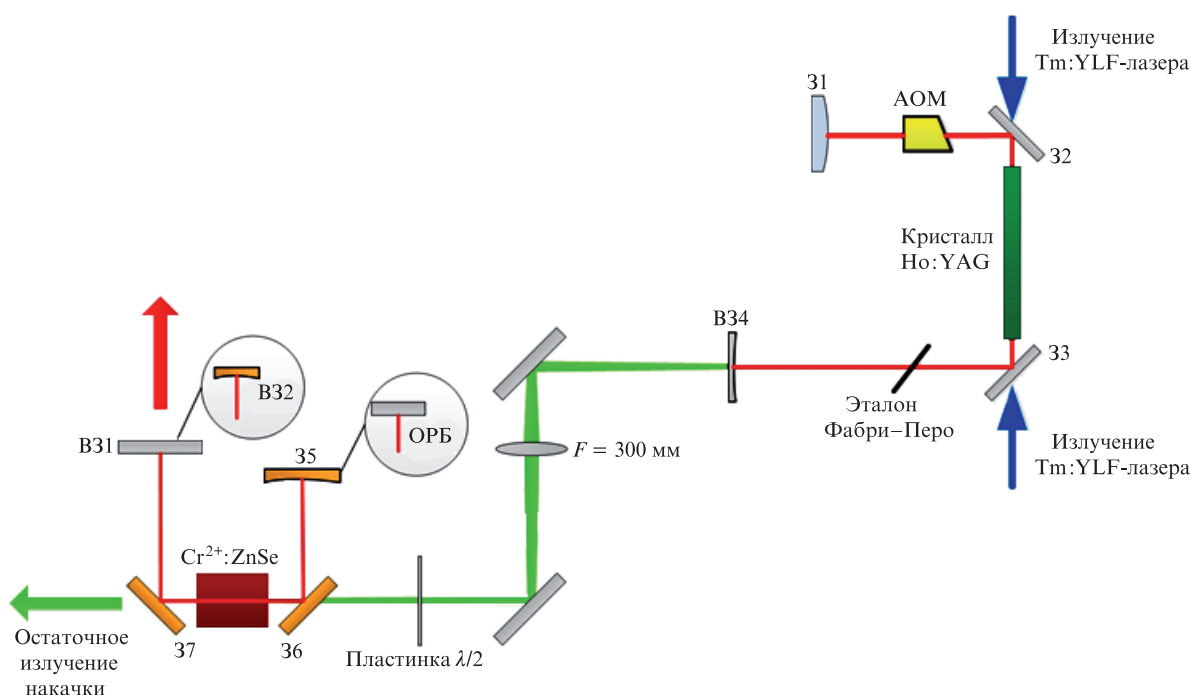 Излучение
Tm:YLF-лазера
З1
АОМ
З2
Кристалл
Ho:YAG
ВЗ4
З3
Эталон
Фабри–Перо
Излучение
Tm:YLF-лазера
ВЗ2
ВЗ1
ОРБ
З5
F = 300 мм
Cr²⁺:ZnSe
Остаточное
излучение
накачки
З7
З6
Пластинка λ/2